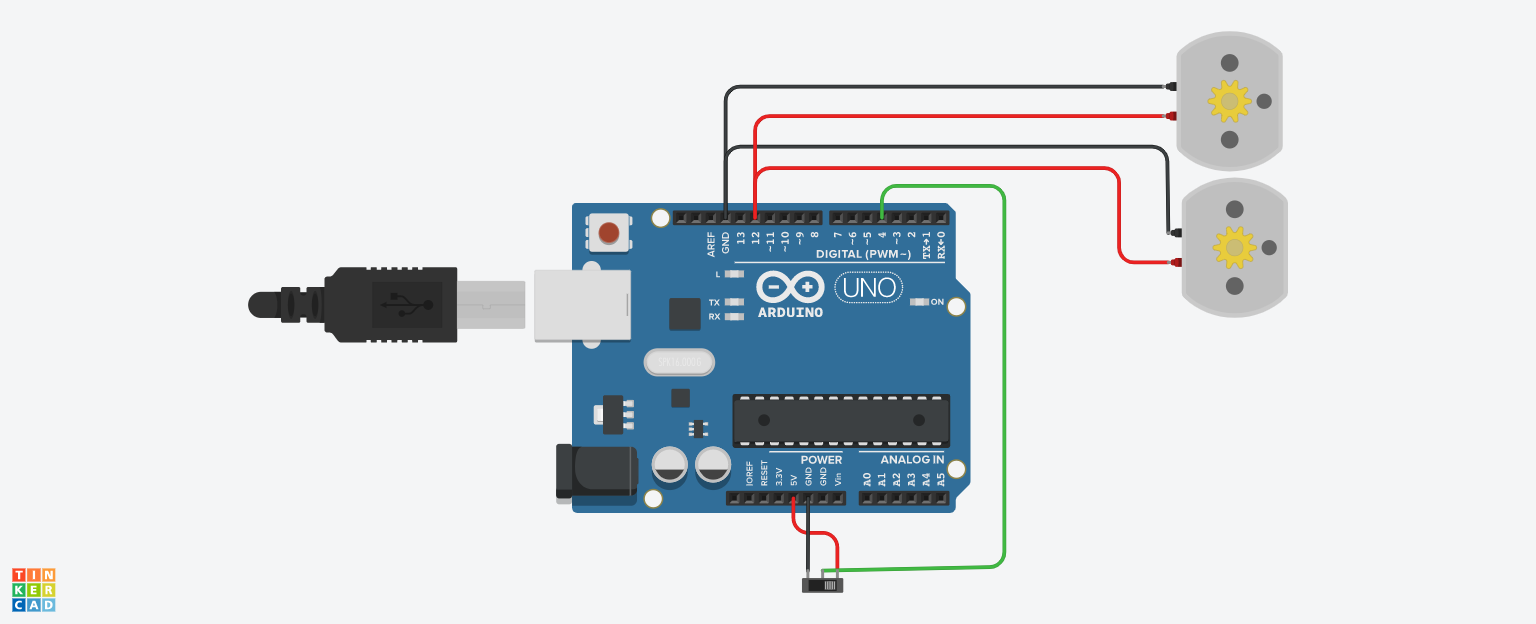 AREF
GND
13
12
~11
~10
~9
8
7
~6
~5
4
~3
2
TX→1
RX←0
DIGITAL (PWM~)
L
TX
RX
UNO
ARDUINO
ON
POWER
ANALOG IN
IOREF
RESET
3.3V
5V
GND
GND
Vin
A0
A1
A2
A3
A4
A5
TIN
KER
CAD